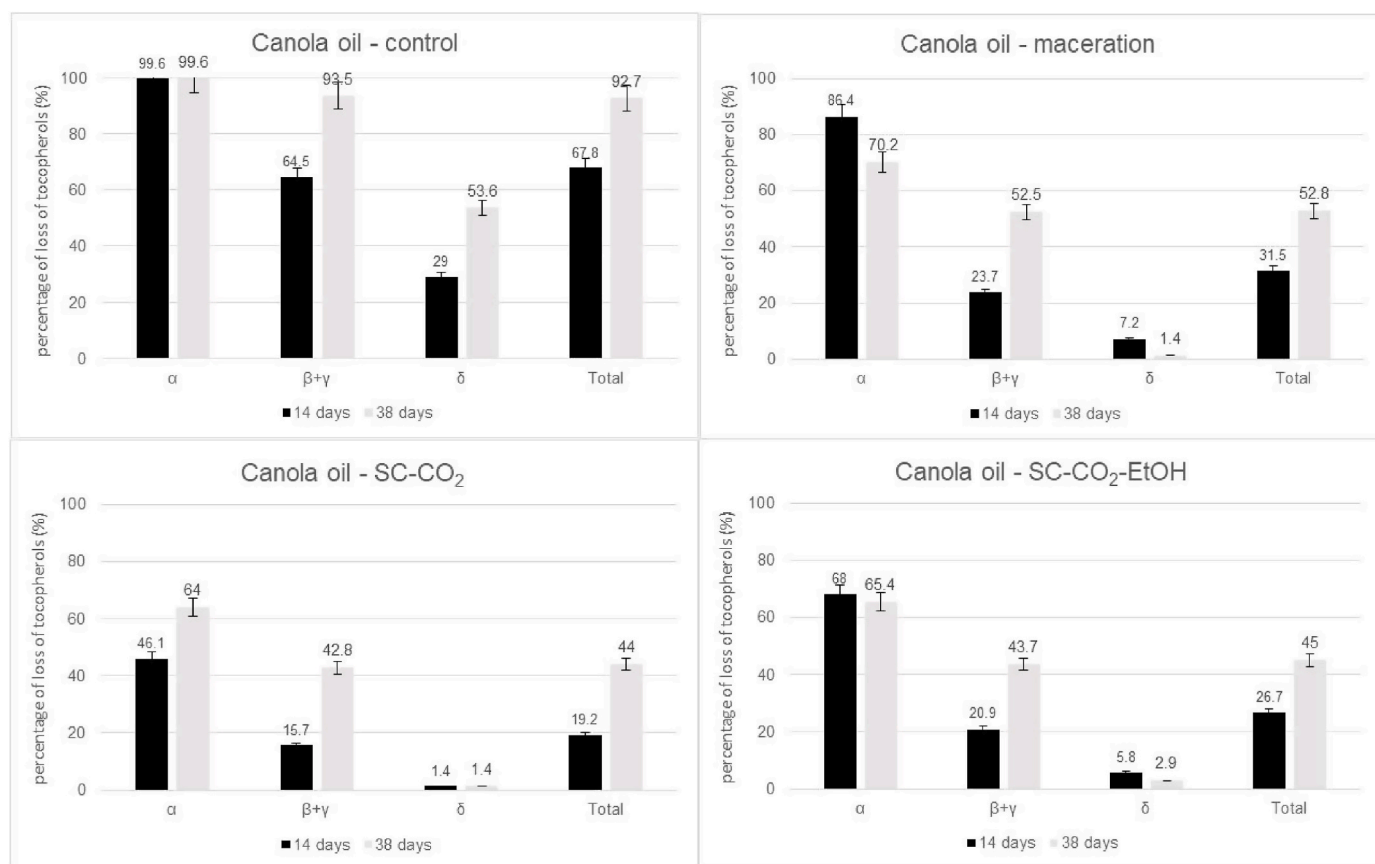 Canola oil - control
percentage of loss of tocopherols (%)
100
80
60
40
20
0
99.6 99.6
64.5 93.5
29 53.6
67.8 92.7
α β+γ δ Total
14 days 38 days
Canola oil - maceration
percentage of loss of tocopherols (%)
100
80
60
40
20
0
86.4 70.2
23.7 52.5
7.2 1.4
31.5 52.8
α β+γ δ Total
14 days 38 days
Canola oil - SC-CO₂
percentage of loss of tocopherols (%)
100
80
60
40
20
0
46.1 64
15.7 42.8
1.4 1.4
19.2 44
α β+γ δ Total
14 days 38 days
Canola oil - SC-CO₂-EtOH
percentage of loss of tocopherols (%)
100
80
60
40
20
0
68 65.4
20.9 43.7
5.8 2.9
26.7 45
α β+γ δ Total
14 days 38 days